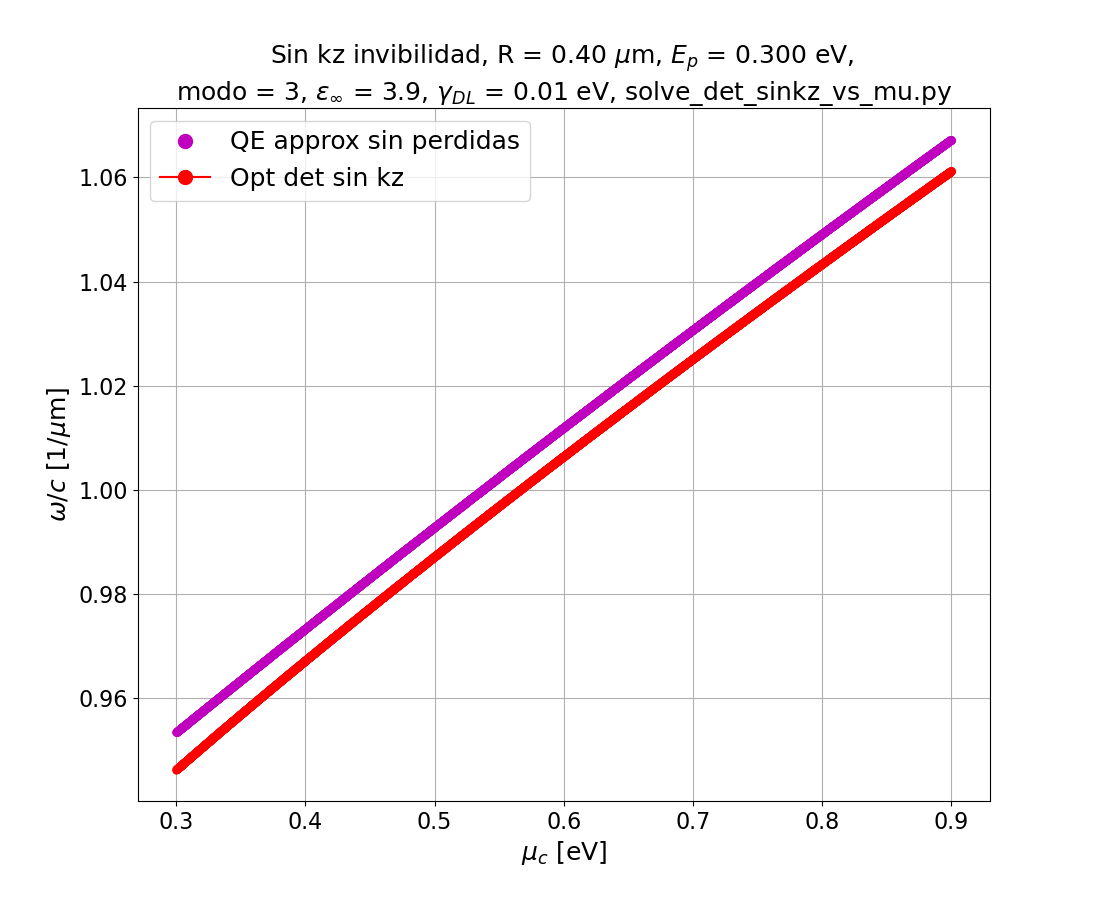 Sin kz invibilidad, R = 0.40 μm, E_p = 0.300 eV,
modo = 3, ε_∞ = 3.9, γ_DL = 0.01 eV, solve_det_sinkz_vs_mu.py
QE approx sin perdidas
Opt det sin kz
ω/c [1/μm]
1.06
1.04
1.02
1.00
0.98
0.96
0.3 0.4 0.5 0.6 0.7 0.8 0.9
μ_c [eV]